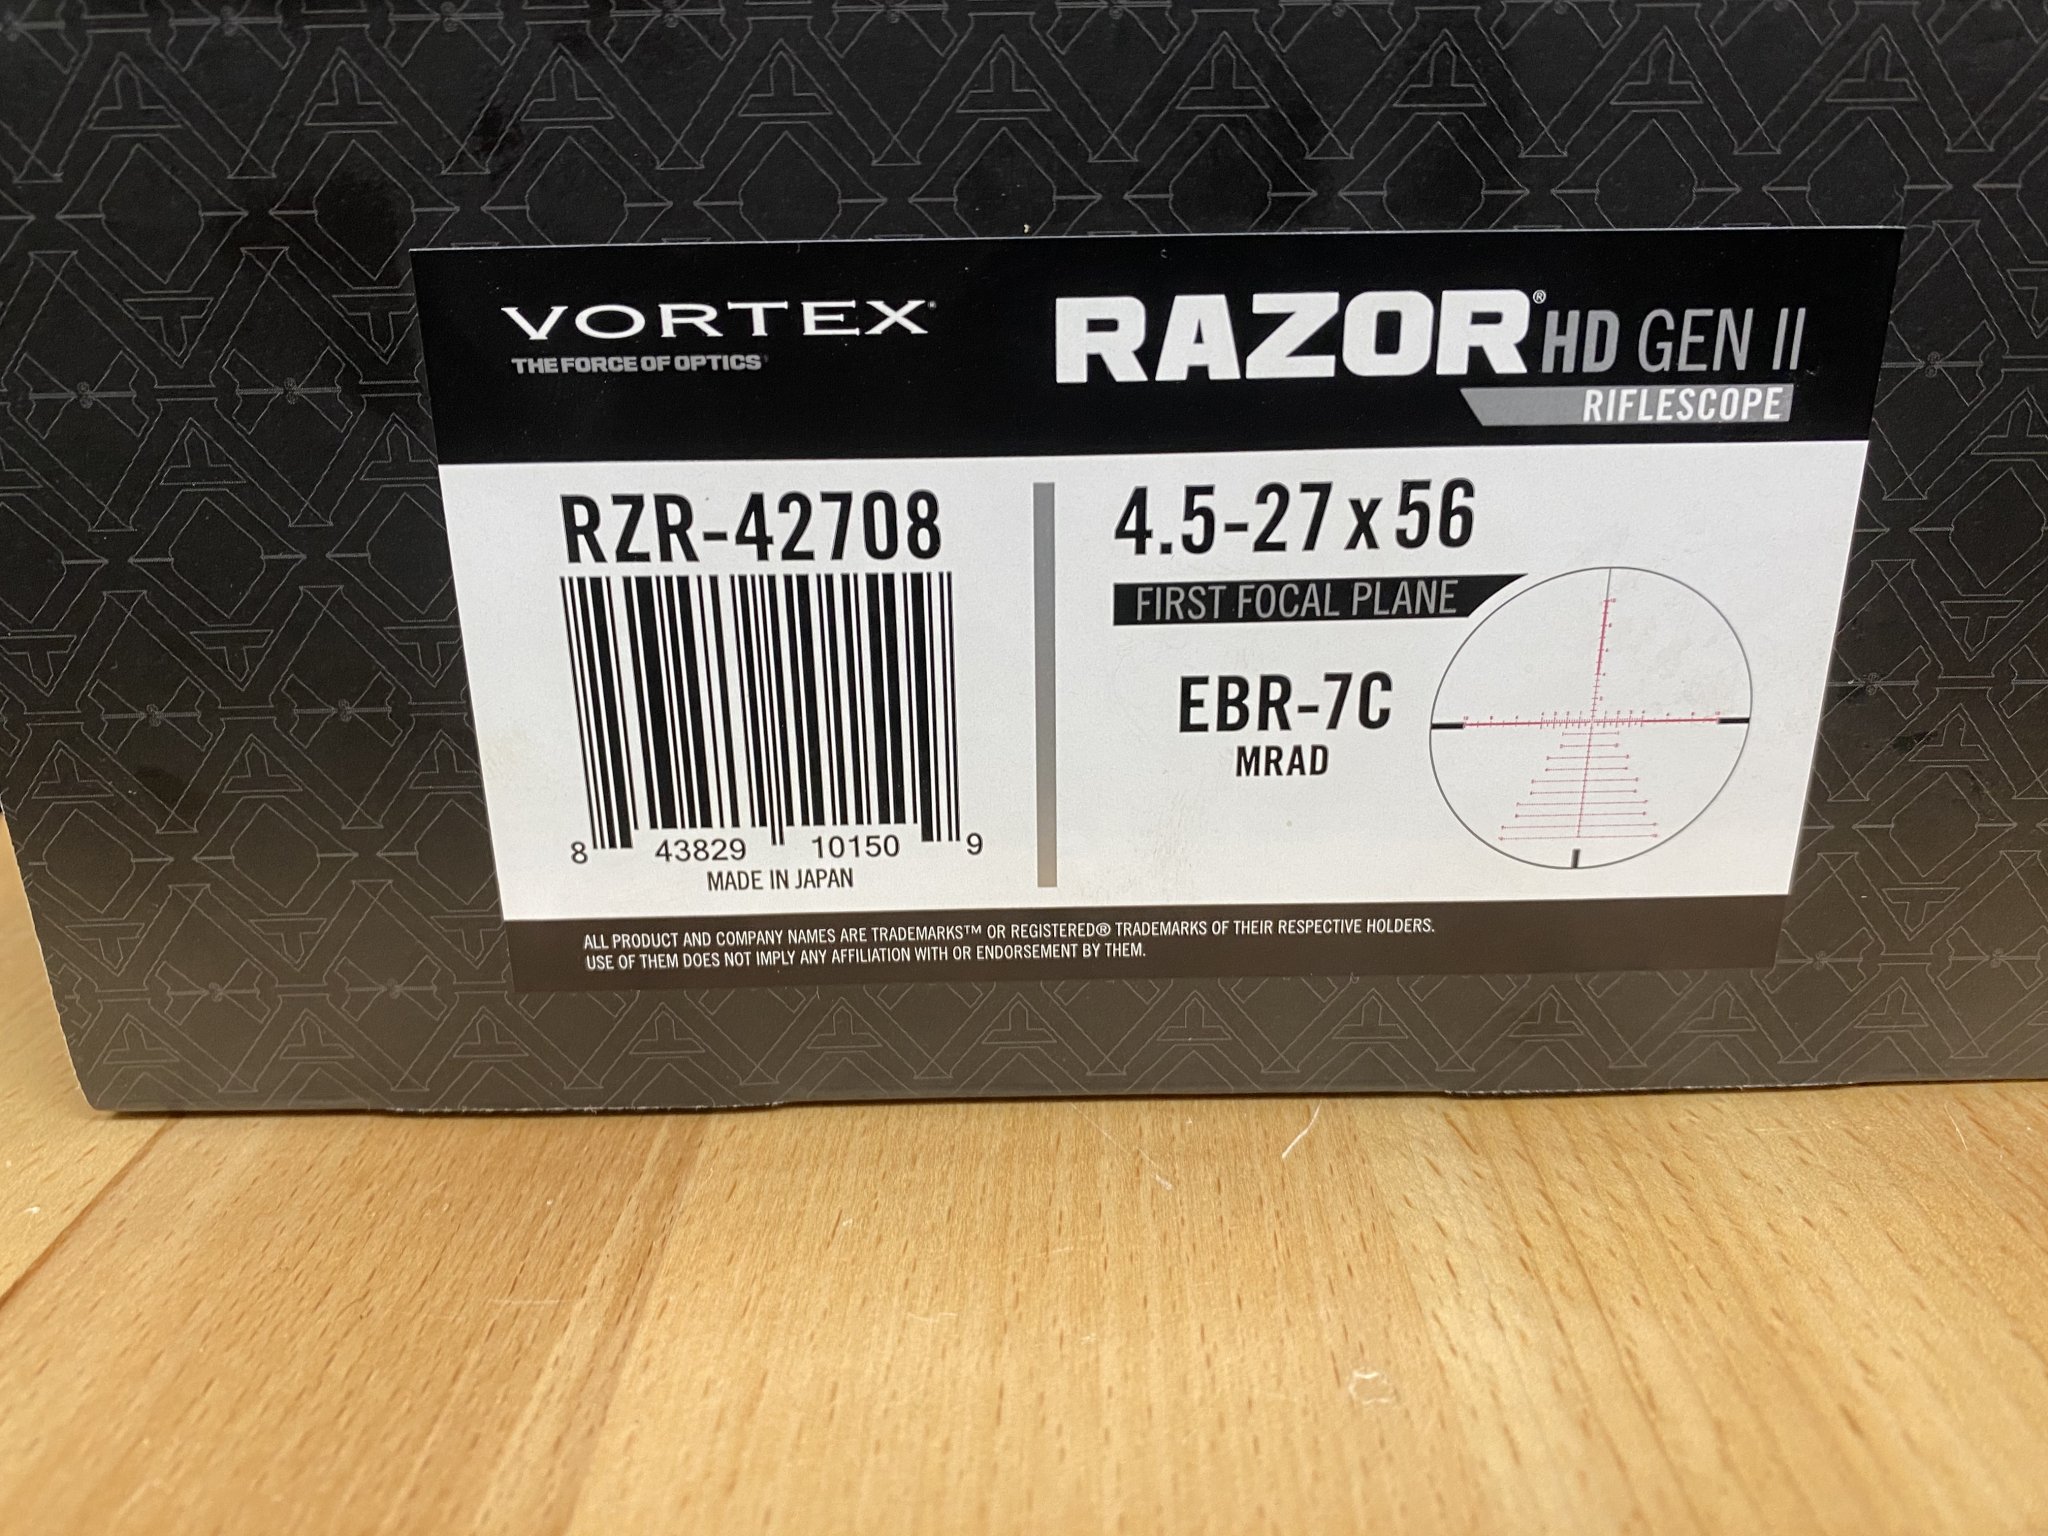 VORTEX®
THE FORCE OF OPTICS
RAZOR® HD GEN II
RIFLESCOPE
RZR-42708
8 43829 10150 9
MADE IN JAPAN
4.5-27 x 56
FIRST FOCAL PLANE
EBR-7C
MRAD
ALL PRODUCT AND COMPANY NAMES ARE TRADEMARKS™ OR REGISTERED® TRADEMARKS OF THEIR RESPECTIVE HOLDERS.
USE OF THEM DOES NOT IMPLY ANY AFFILIATION WITH OR ENDORSEMENT BY THEM.